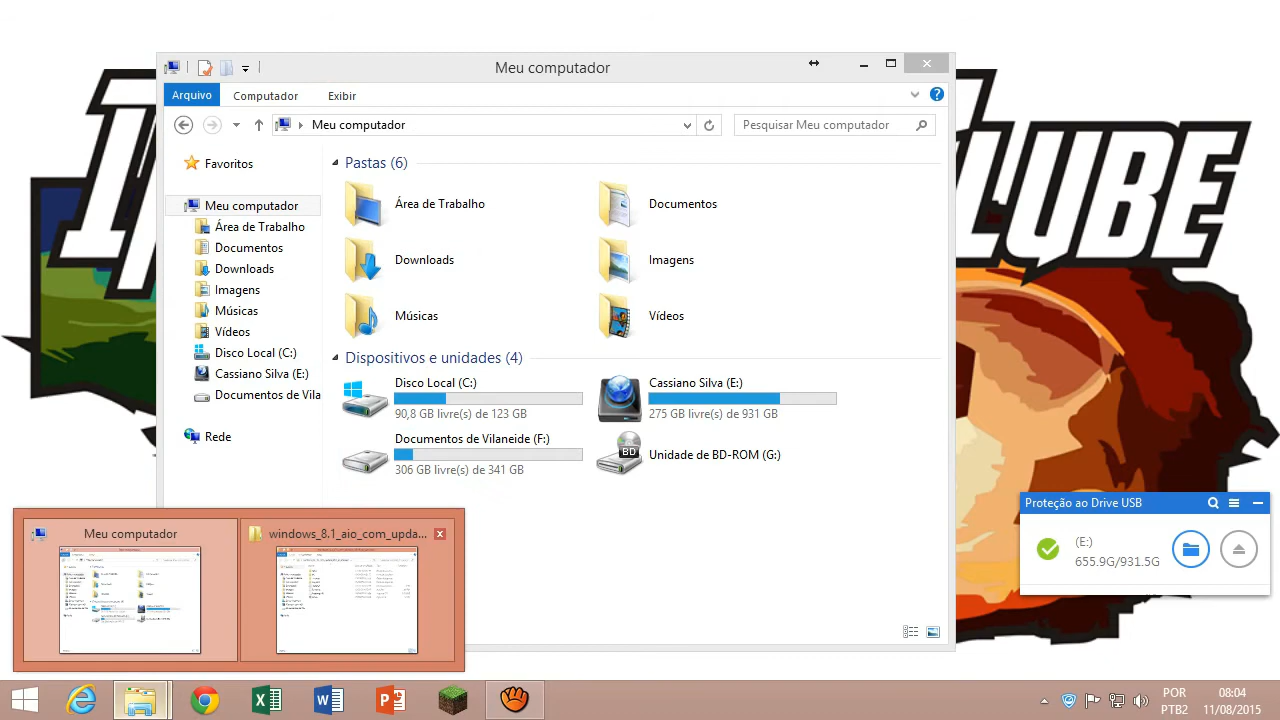 Meu computador
Arquivo
Computador
Exibir
Meu computador
Pesquisar Meu computador
Favoritos
Meu computador
Área de Trabalho
Documentos
Downloads
Imagens
Músicas
Vídeos
Disco Local (C:)
Cassiano Silva (E:)
Documentos de Vila
Rede
Pastas (6)
Área de Trabalho
Documentos
Downloads
Imagens
Músicas
Vídeos
Dispositivos e unidades (4)
Disco Local (C:)
90,8 GB livre(s) de 123 GB
Cassiano Silva (E:)
275 GB livre(s) de 931 GB
Documentos de Vilaneide (F:)
306 GB livre(s) de 341 GB
BD
Unidade de BD-ROM (G:)
LUBE
Proteção ao Drive USB
(E:)
655.9G/931.5G
Meu computador
windows_8.1_aio_com_upda...
POR
PTB2
08:04
11/08/2015